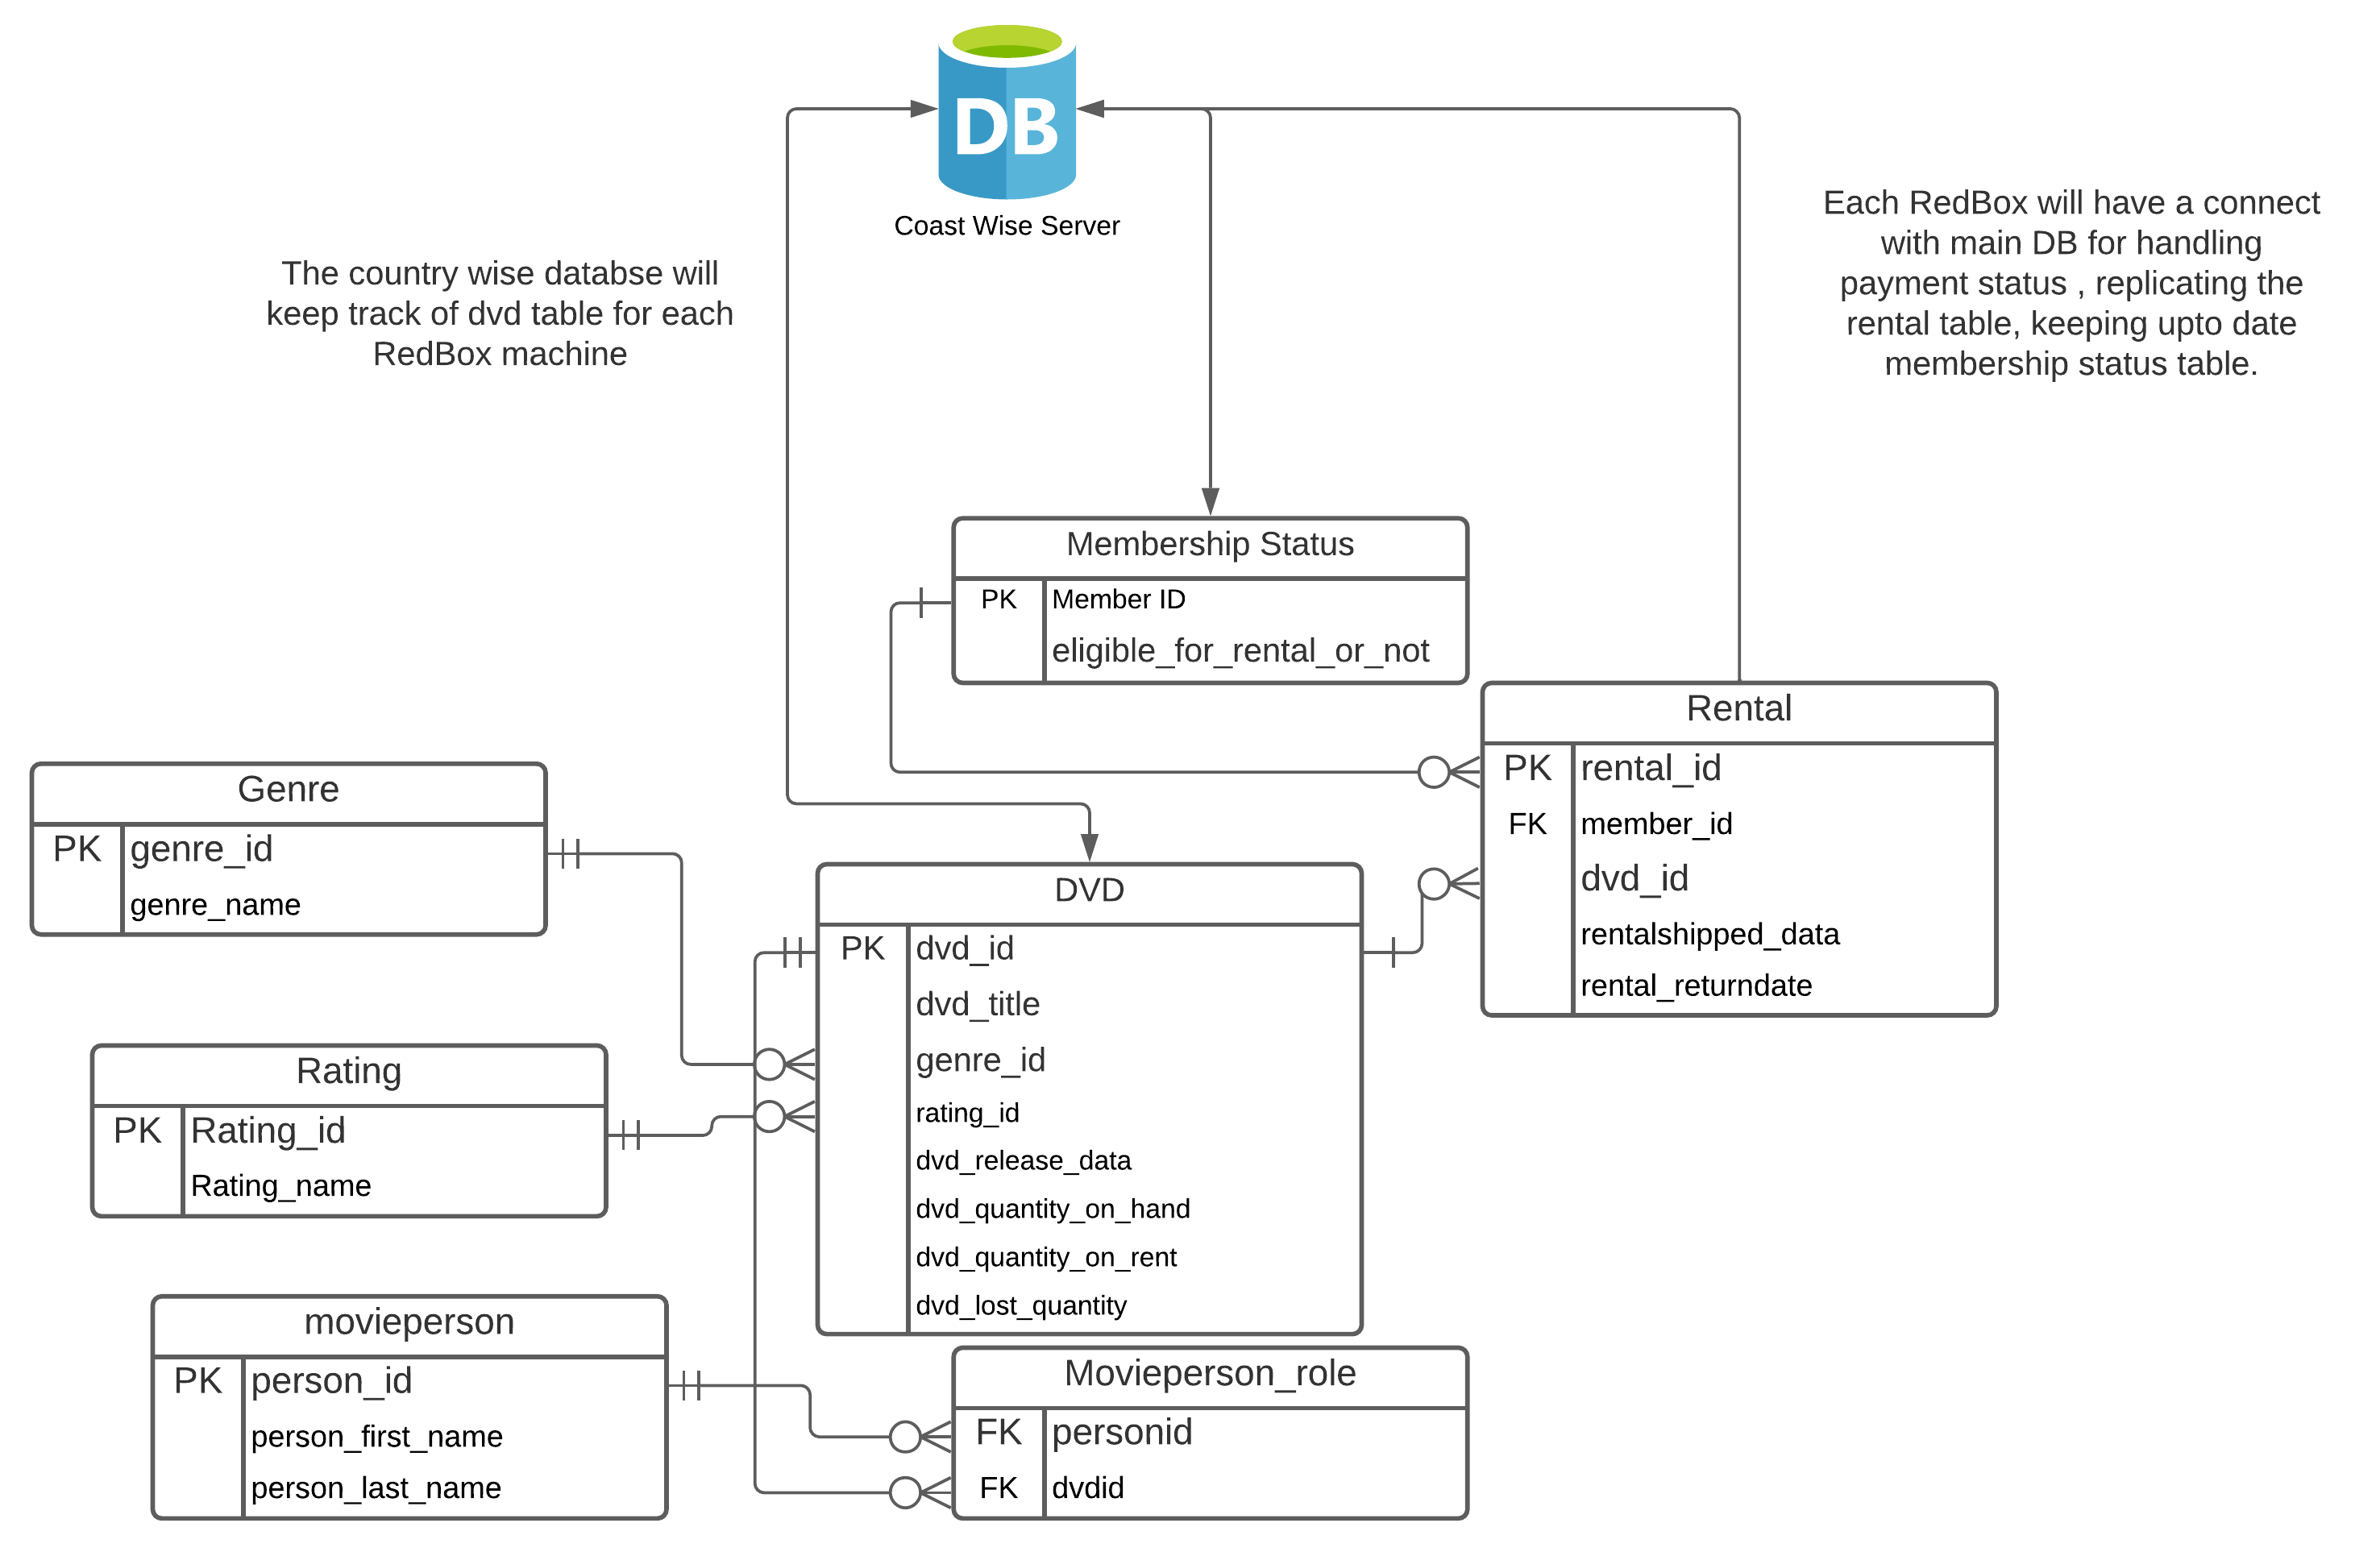 DB
Coast Wise Server
Each RedBox will have a connect
with main DB for handling
payment status , replicating the
rental table, keeping upto date
membership status table.
The country wise databse will
keep track of dvd table for each
RedBox machine
Membership Status
PK Member ID
eligible_for_rental_or_not
Rental
PK rental_id
FK member_id
dvd_id
rentalshipped_data
rental_returndate
Genre
PK genre_id
genre_name
DVD
PK dvd_id
dvd_title
genre_id
rating_id
dvd_release_data
dvd_quantity_on_hand
dvd_quantity_on_rent
dvd_lost_quantity
Rating
PK Rating_id
Rating_name
movieperson
PK person_id
person_first_name
person_last_name
Movieperson_role
FK personid
FK dvdid